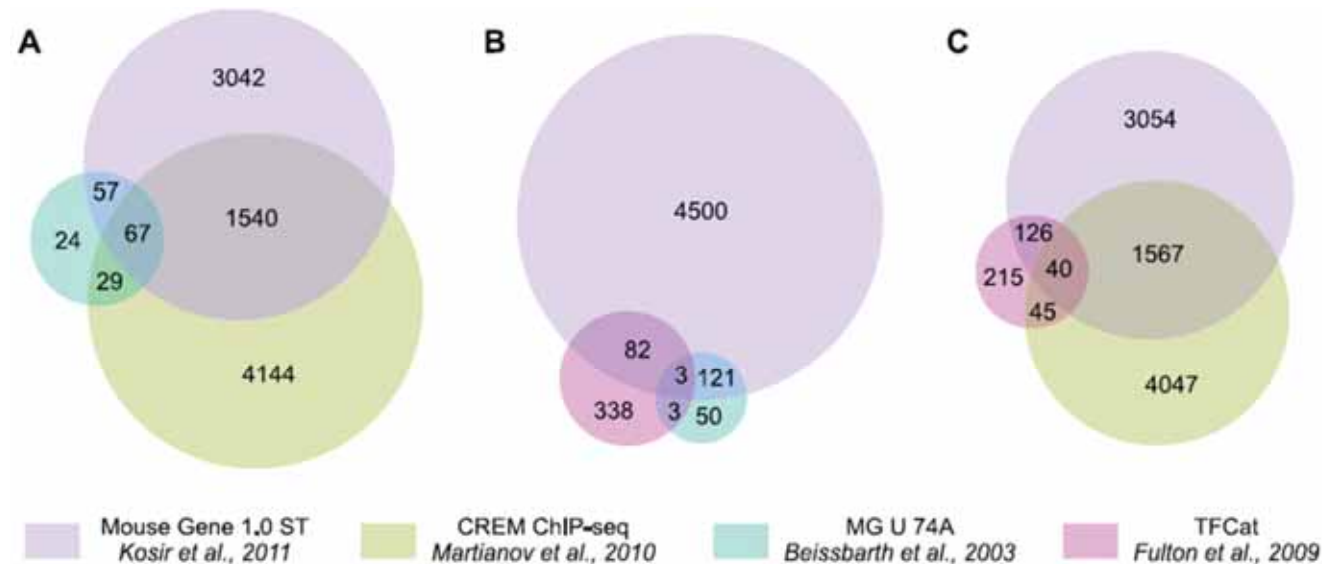 A
B
C
3042
57
24
67
1540
29
4144
4500
82
3
121
338
3
50
3054
126
215
40
1567
45
4047
Mouse Gene 1.0 ST
Kosir et al., 2011
CREM ChIP-seq
Martianov et al., 2010
MG U 74A
Beissbarth et al., 2003
TFCat
Fulton et al., 2009